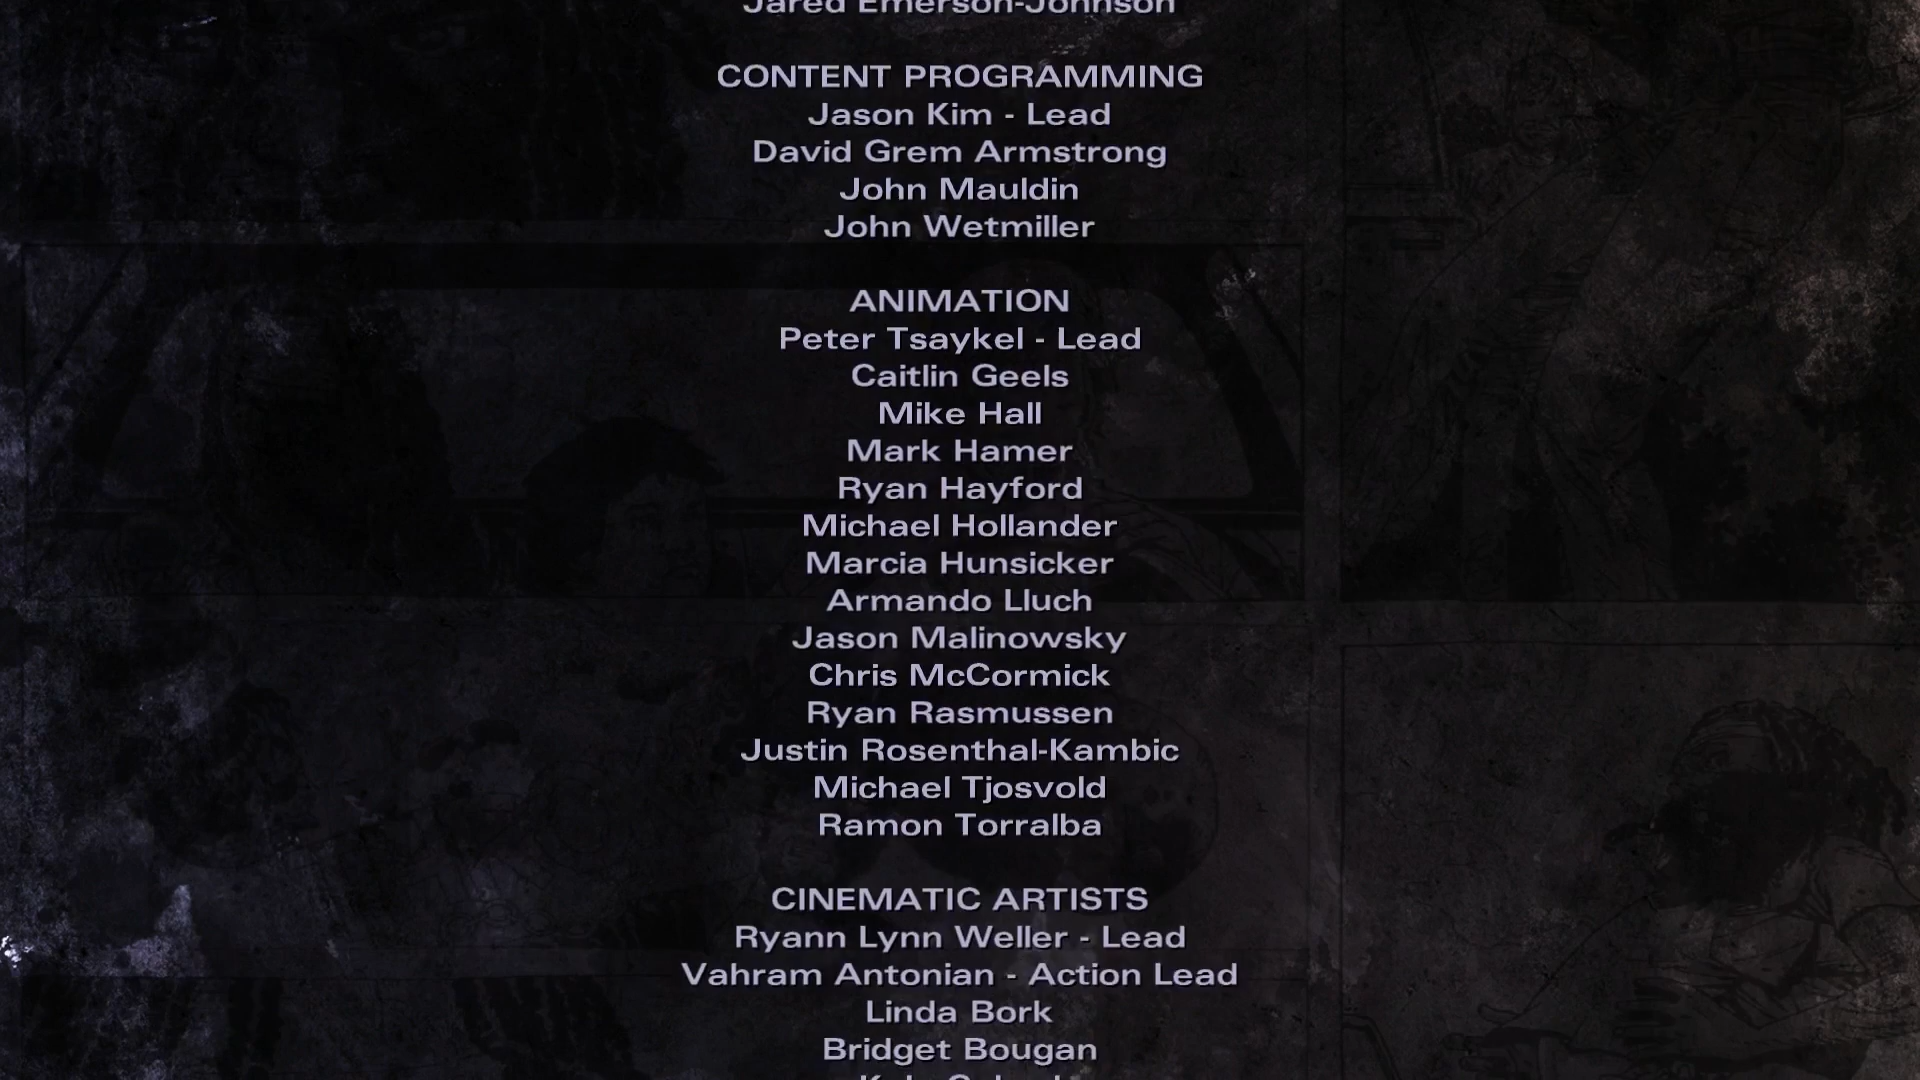 Jared Emerson-Johnson
CONTENT PROGRAMMING
Jason Kim - Lead
David Grem Armstrong
John Mauldin
John Wetmiller
ANIMATION
Peter Tsaykel - Lead
Caitlin Geels
Mike Hall
Mark Hamer
Ryan Hayford
Michael Hollander
Marcia Hunsicker
Armando Lluch
Jason Malinowsky
Chris McCormick
Ryan Rasmussen
Justin Rosenthal-Kambic
Michael Tjosvold
Ramon Torralba
CINEMATIC ARTISTS
Ryann Lynn Weller - Lead
Vahram Antonian - Action Lead
Linda Bork
Bridget Bougan